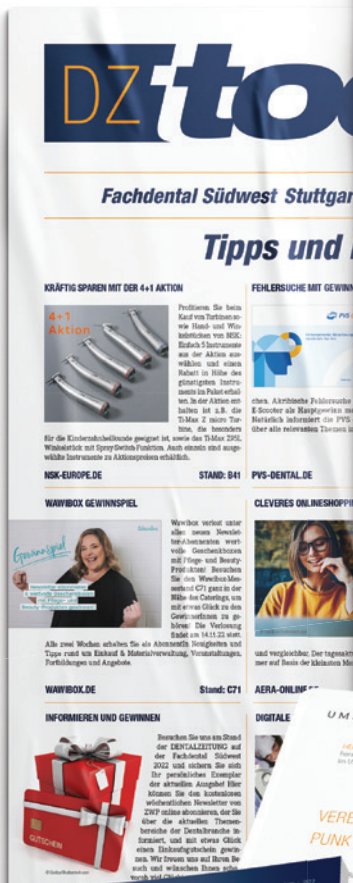 DZ today
Fachdental Südwest Stuttgar
Tipps und
KRÄFTIG SPAREN MIT DER 4+1 AKTION
4+1
Aktion
Profitieren Sie beim
Kauf von Turbinen so-
wie Hand- und Win-
kelstücken von NSK:
Einfach 5 Instrumente
aus der Aktion aus-
wählen und einen
Rabatt in Höhe des
günstigsten Instru-
ments im Paket erhal-
ten. In der Aktion ent-
halten ist z.B. die
Ti-Max Z micro Tur-
bine, die besonders
für die Kinderzahnheilkunde geeignet ist, sowie das Ti-Max Z95L
Winkelstück mit Spray-Switch-Funktion. Auch einzeln sind ausge-
wählte Instrumente zu Aktionspreisen erhältlich.
NSK-EUROPE.DE STAND: B41
WAWIBOX GEWINNSPIEL
Gewinnspiel
Newsletter abonnieren
Beauty-Produkten gewinnen!
Wawibox verlost unter
allen neuen Newslet-
ter-Abonnenten wert-
volle Geschenkboxen
mit Pflege- und Beauty-
Produkten! Besuchen
Sie den Wawibox-Mes-
sestand C71 ganz in der
Nähe des Caterings, um
mit etwas Glück zu den
GewinnerInnen zu ge-
hören! Die Verlosung
findet am 14.11.22 statt.
Alle zwei Wochen erhalten Sie als AbonnentIn Neuigkeiten und
Tipps rund um Einkauf & Materialverwaltung, Veranstaltungen,
Fortbildungen und Angebote.
WAWIBOX.DE Stand: C71
INFORMIEREN UND GEWINNEN
GUTSCHEIN
Besuchen Sie uns am Stand
der DENTALZEITUNG auf
der Fachdental Südwest
2022 und sichern Sie sich
Ihr persönliches Exemplar
der aktuellen Ausgabe! Hier
können Sie den kostenlosen
wöchentlichen Newsletter von
ZWP online abonnieren, der Sie
über die aktuellen Themen-
bereiche der Dentalbranche in-
formiert, und mit etwas Glück
einen Einkaufsgutschein gewin-
nen. Wir freuen uns auf Ihren Be-
such und wünschen Ihnen scho
FEHLERSUCHE MIT GEWINN
PVS
chen. Akribische Fehlersuche
E-Scooter als Hauptgewinn
Natürlich informiert die PVS
über alle relevanten Themen
PVS-DENTAL.DE
CLEVERES ONLINESHOPPI
und vergleichbar. Der tagesakt
mer auf Basis der kleinsten
AERA-ONLINE
DIGITALE
UM
VERE
PUNK